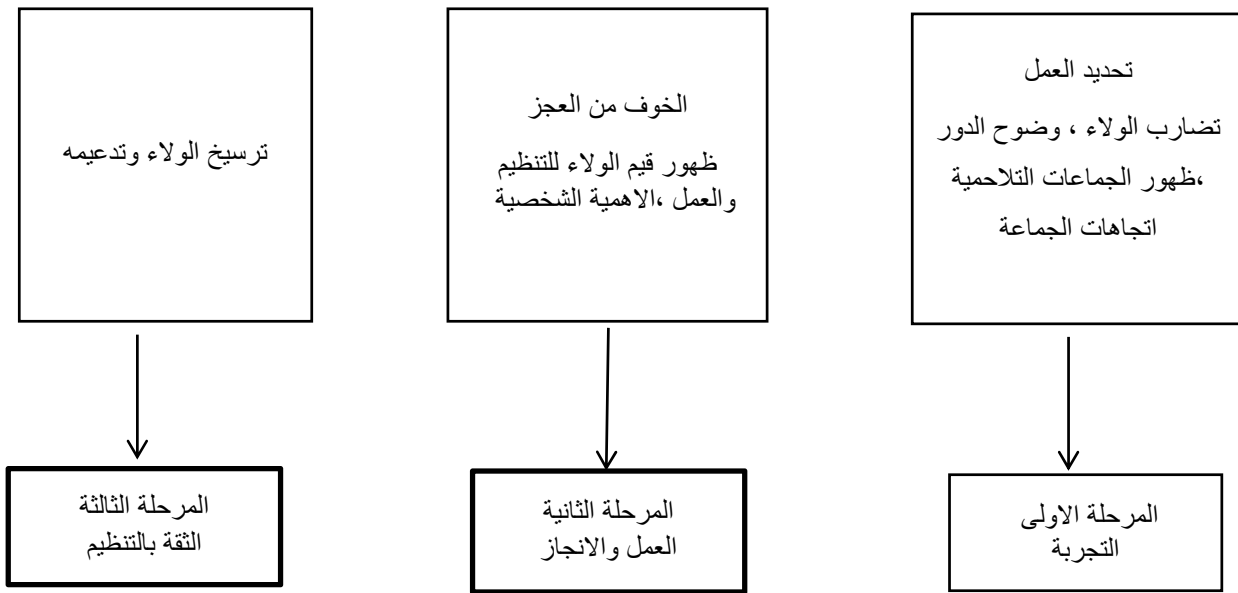 تحديد العمل
تضارب الولاء ، وضوح الدور
،ظهور الجماعات التلاحمية
اتجاهات الجماعة
المرحلة الاولى
التجربة
الخوف من العجز
ظهور قيم الولاء للتنظيم
والعمل ،الاهمية الشخصية
المرحلة الثانية
العمل والانجاز
ترسيخ الولاء وتدعيمه
المرحلة الثالثة
الثقة بالتنظيم